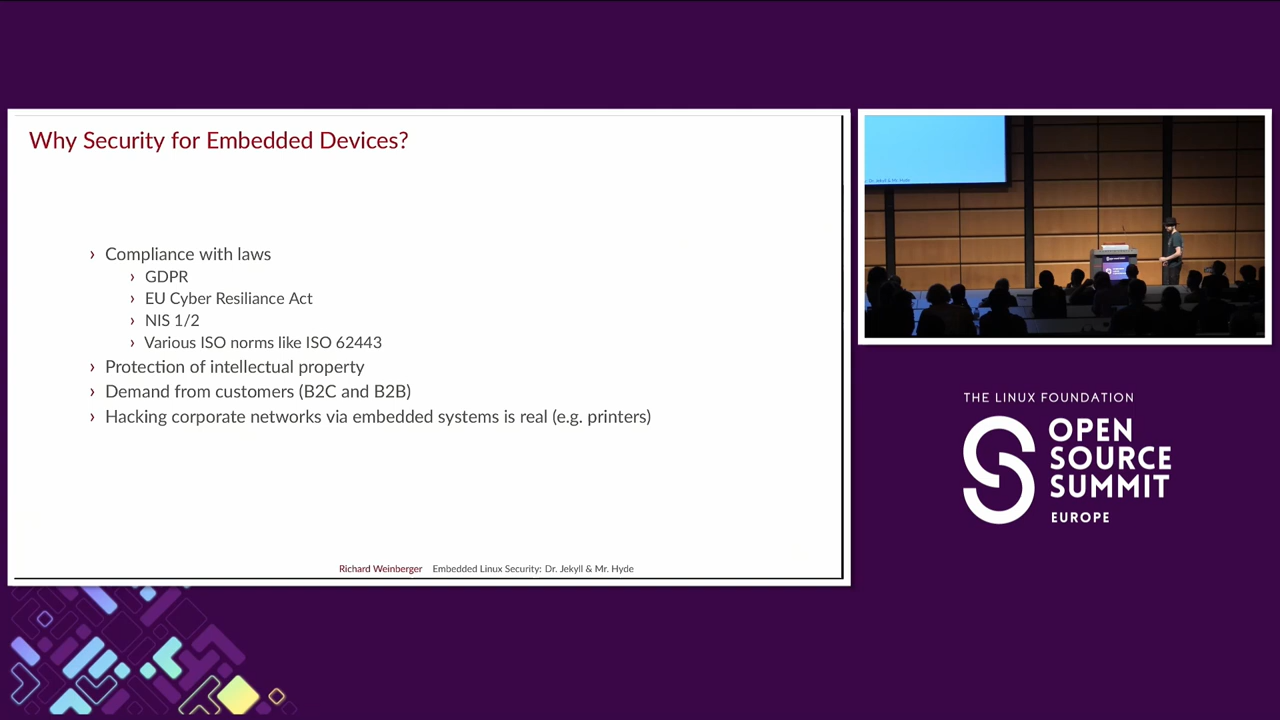 Why Security for Embedded Devices?
› Compliance with laws
› GDPR
› EU Cyber Resiliance Act
› NIS 1/2
› Various ISO norms like ISO 62443
› Protection of intellectual property
› Demand from customers (B2C and B2B)
› Hacking corporate networks via embedded systems is real (e.g. printers)
Richard Weinberger Embedded Linux Security: Dr. Jekyll & Mr. Hyde
THE LINUX FOUNDATION
OPEN
SOURCE
SUMMIT
EUROPE